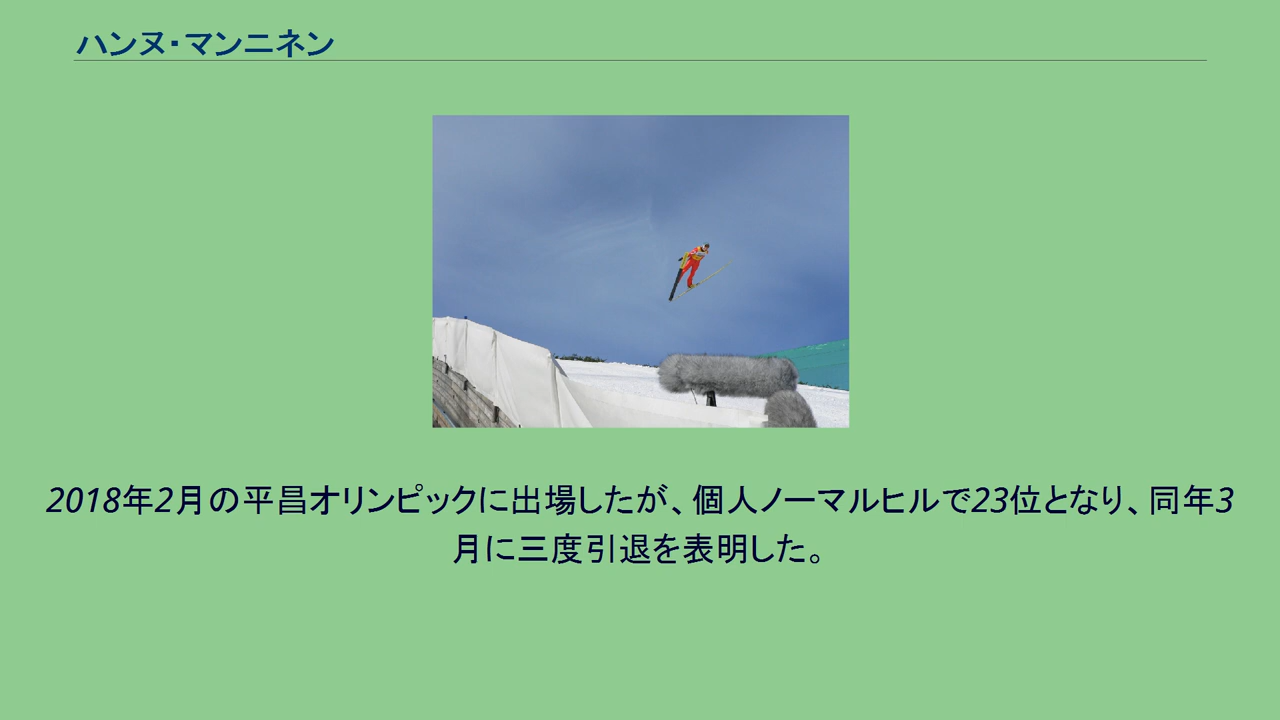 ハンヌ・マンニネン
2018年2月の平昌オリンピックに出場したが、個人ノーマルヒルで23位となり、同年3
月に三度引退を表明した。